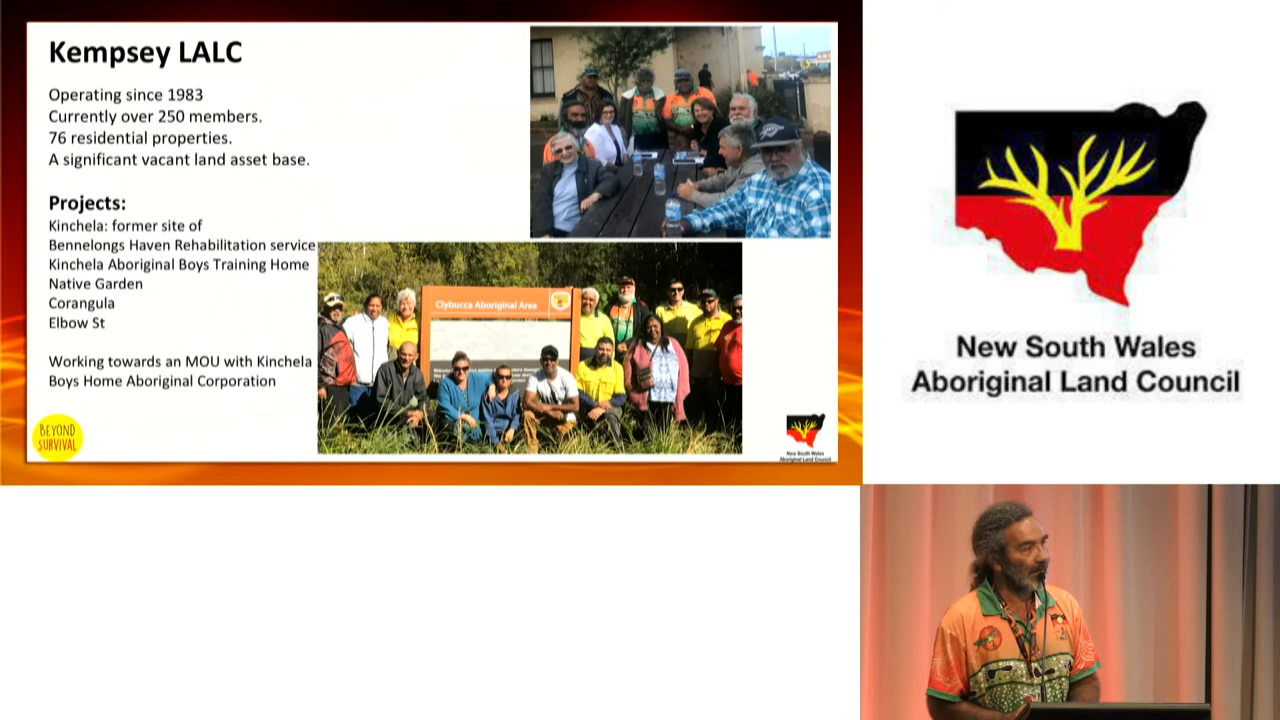 Kempsey LALC
Operating since 1983
Currently over 250 members.
76 residential properties.
A significant vacant land asset base.
Projects:
Kinchela: former site of
Bennelongs Haven Rehabilitation service
Kinchela Aboriginal Boys Training Home
Native Garden
Corangula
Elbow St
Working towards an MOU with Kinchela
Boys Home Aboriginal Corporation
BEYOND
SURVIVAL
Clybucca Aboriginal Area
New South Wales
Aboriginal Land Council
New South Wales
Aboriginal Land Council